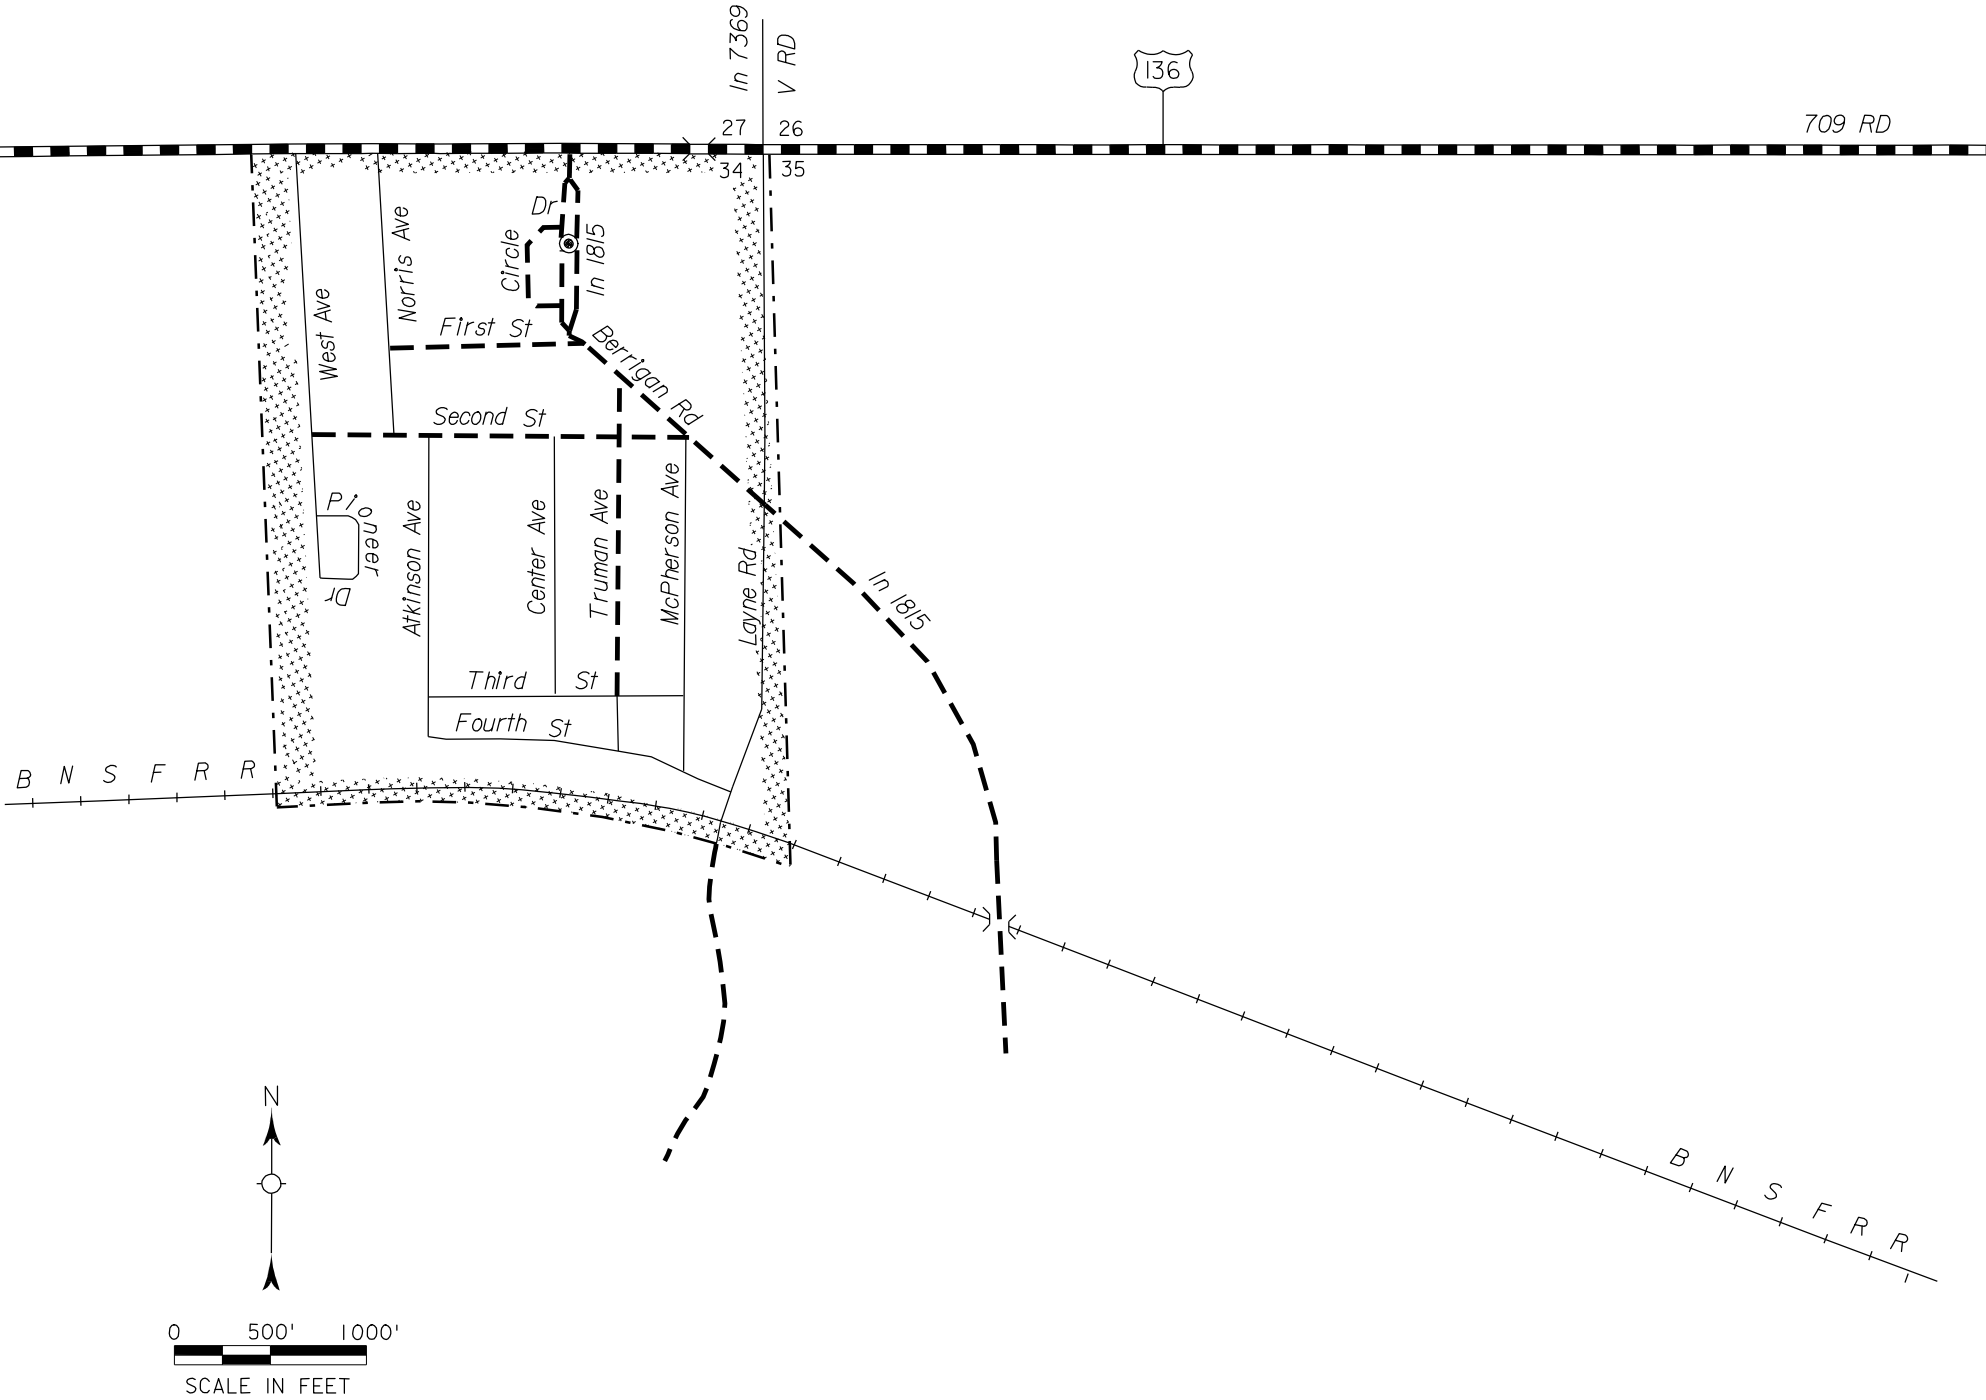 In 7369
V RD
136
709 RD
27 26
34 35
Dr
Circle
In 1815
Norris Ave
West Ave
First St
Berrigan Rd
Second St
Pioneer
Dr
Atkinson Ave
Center Ave
Truman Ave
McPherson Ave
Layne Rd
In 1815
Third St
Fourth St
B N S F R R
B N S F R R
N
0 500' 1000'
SCALE IN FEET